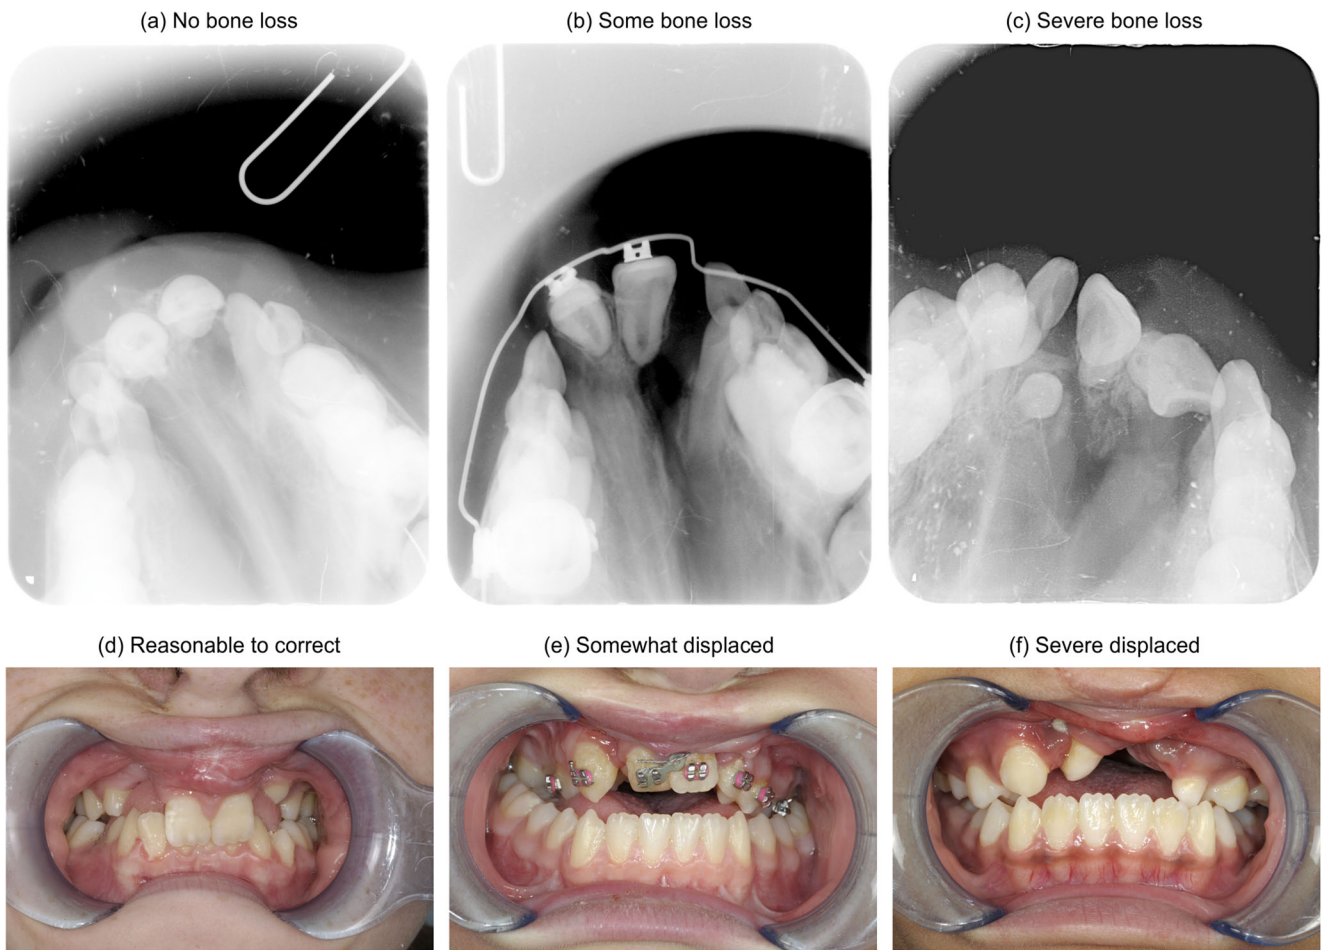 (a) No bone loss
(b) Some bone loss
(c) Severe bone loss
(d) Reasonable to correct
(e) Somewhat displaced
(f) Severe displaced